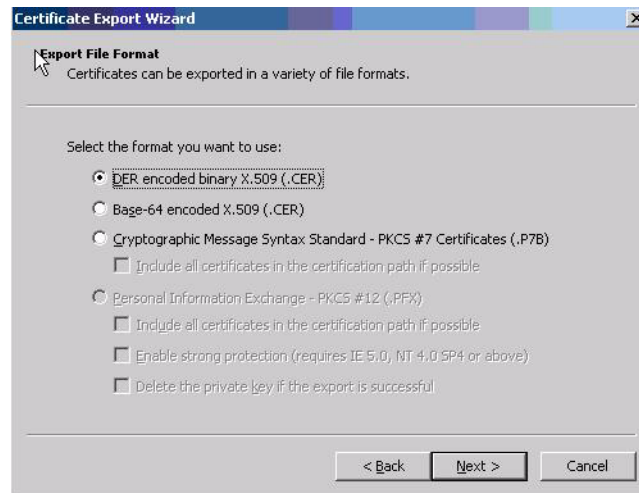 Certificate Export Wizard
Export File Format
Certificates can be exported in a variety of file formats.
Select the format you want to use:
DER encoded binary X.509 (.CER)
Base-64 encoded X.509 (.CER)
Cryptographic Message Syntax Standard - PKCS #7 Certificates (.P7B)
Include all certificates in the certification path if possible
Personal Information Exchange - PKCS #12 (.PFX)
Include all certificates in the certification path if possible
Enable strong protection (requires IE 5.0, NT 4.0 SP4 or above)
Delete the private key if the export is successful
< Back Next > Cancel